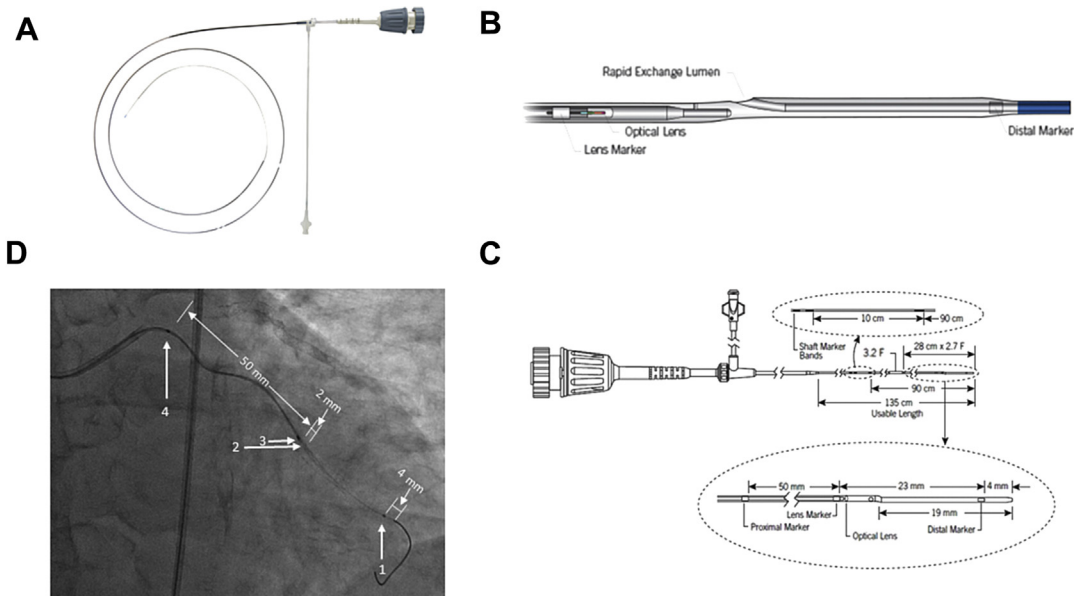 A
B
Rapid Exchange Lumen
Optical Lens
Lens Marker
Distal Marker
D
50 mm
2 mm
4
3
2
4 mm
1
C
10 cm
90 cm
Shaft Marker
Bands
3.2 F
28 cm x 2.7 F
90 cm
135 cm
Usable Length
50 mm
23 mm
4 mm
Lens Marker
19 mm
Proximal Marker
Optical Lens
Distal Marker